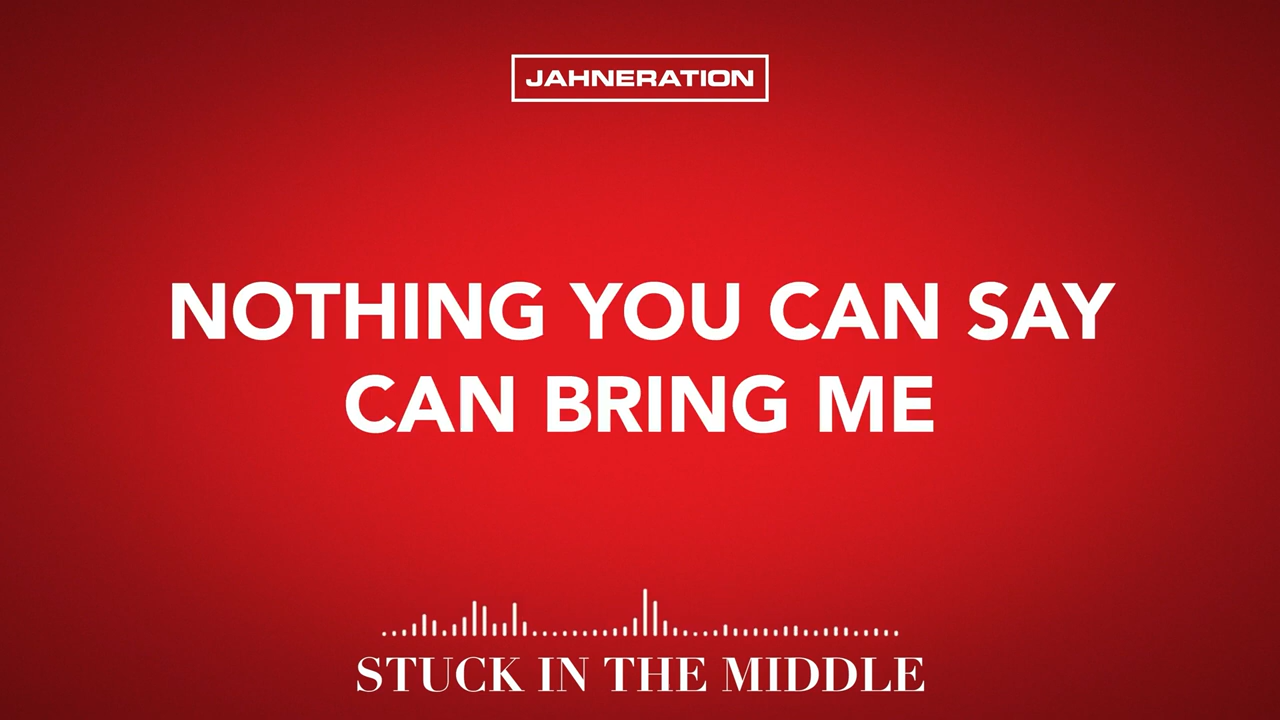 JAHNERATION
NOTHING YOU CAN SAY
CAN BRING ME
STUCK IN THE MIDDLE